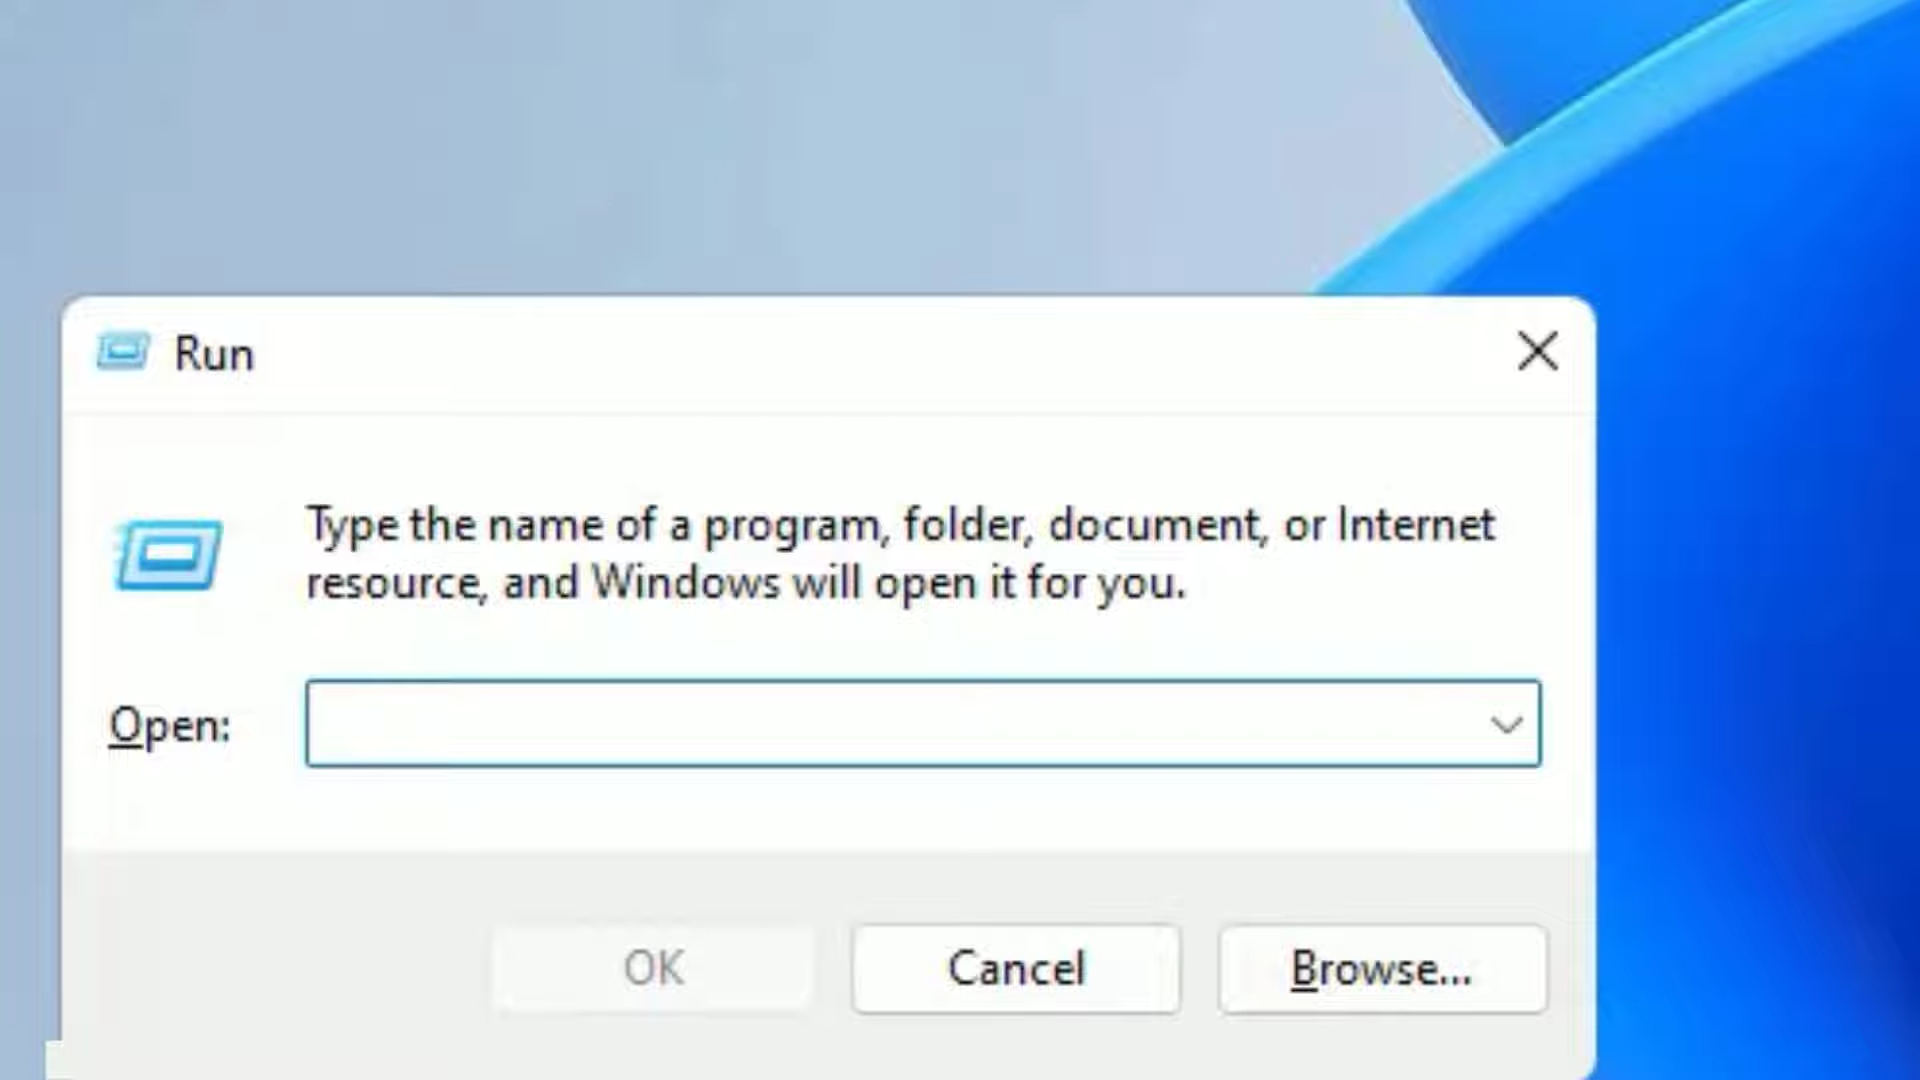 Run
Type the name of a program, folder, document, or Internet
resource, and Windows will open it for you.
Open:
OK
Cancel
Browse...